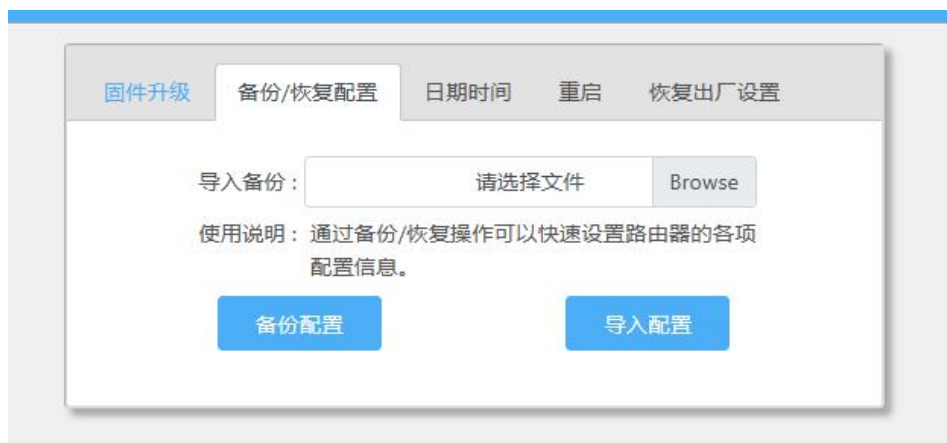 固件升级 备份/恢复配置 日期时间 重启 恢复出厂设置
导入备份： 请选择文件 Browse
使用说明： 通过备份/恢复操作可以快速设置路由器的各项
配置信息。
备份配置 导入配置